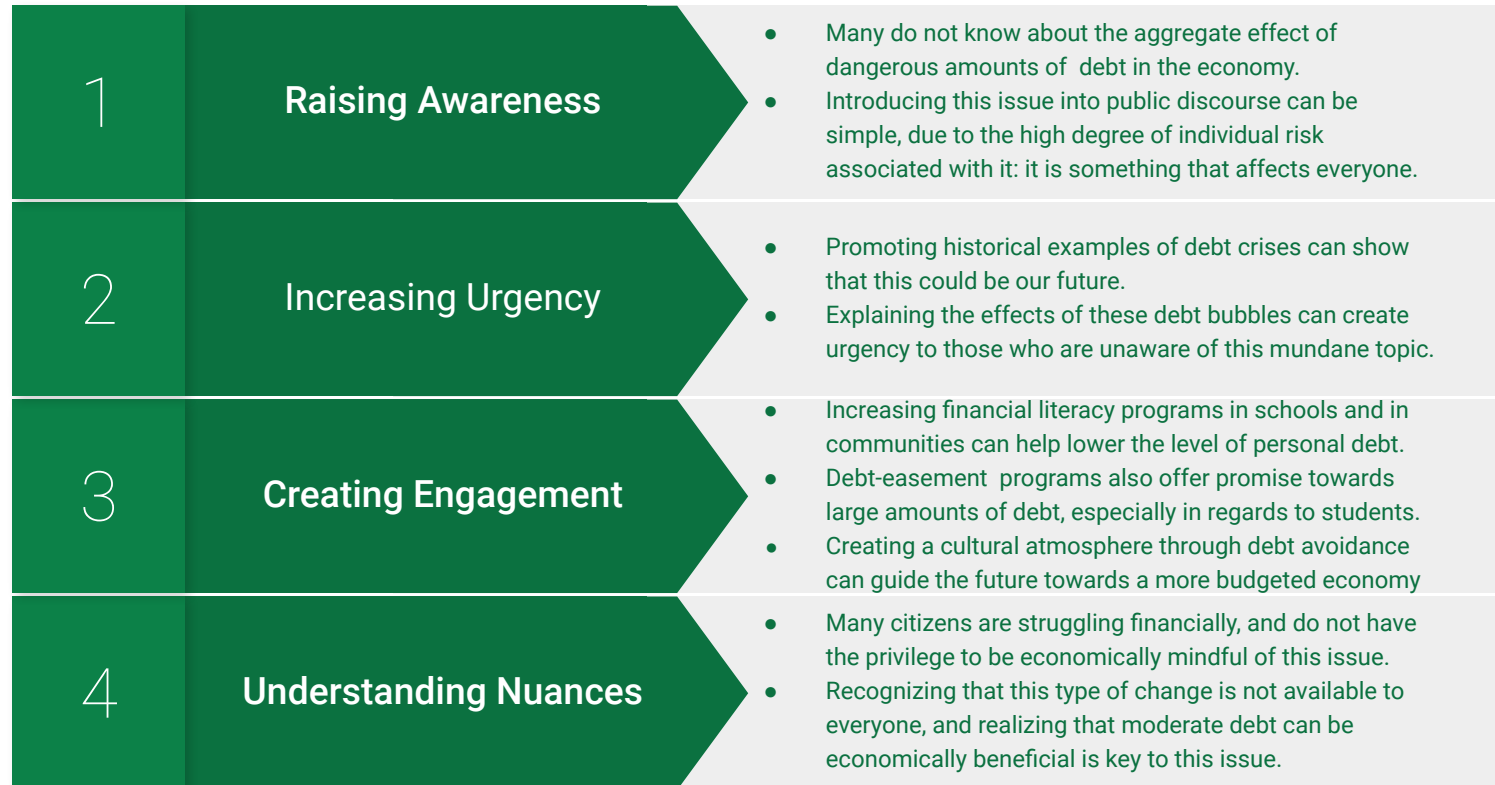 1
Raising Awareness
● Many do not know about the aggregate effect of
dangerous amounts of  debt in the economy.
● Introducing this issue into public discourse can be
simple, due to the high degree of individual risk
associated with it: it is something that affects everyone.
2
Increasing Urgency
● Promoting historical examples of debt crises can show
that this could be our future.
● Explaining the effects of these debt bubbles can create
urgency to those who are unaware of this mundane topic.
3
Creating Engagement
● Increasing financial literacy programs in schools and in
communities can help lower the level of personal debt.
● Debt-easement  programs also offer promise towards
large amounts of debt, especially in regards to students.
● Creating a cultural atmosphere through debt avoidance
can guide the future towards a more budgeted economy
4
Understanding Nuances
● Many citizens are struggling financially, and do not have
the privilege to be economically mindful of this issue.
● Recognizing that this type of change is not available to
everyone, and realizing that moderate debt can be
economically beneficial is key to this issue.